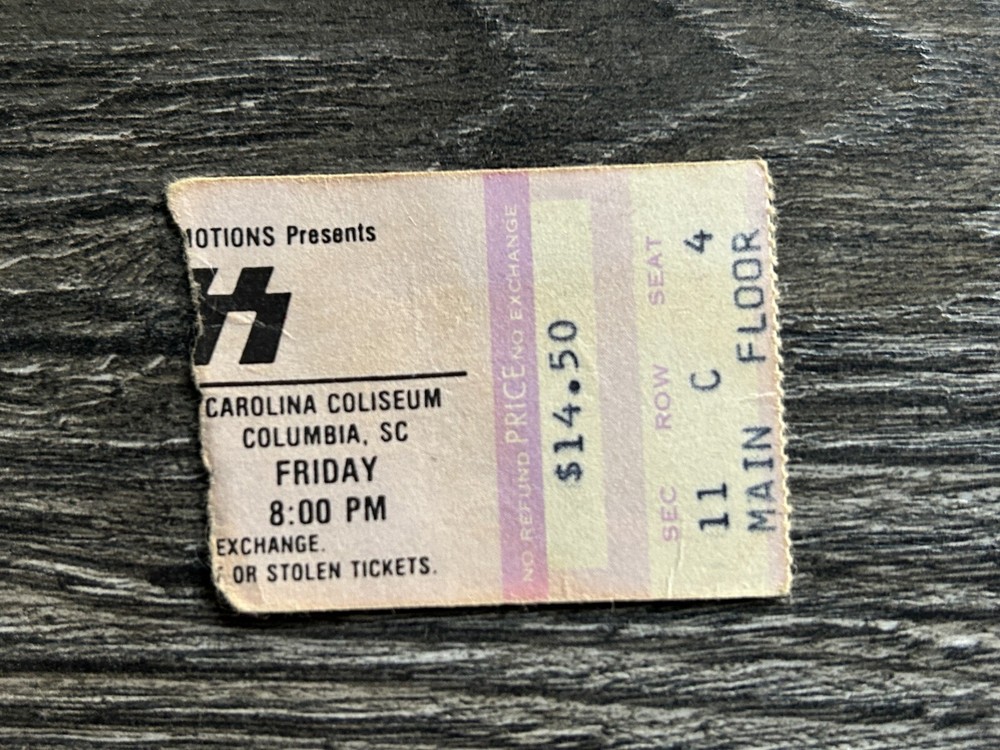 MOTIONS Presents
H
CAROLINA COLISEUM
COLUMBIA, SC
FRIDAY
8:00 PM
EXCHANGE.
OR STOLEN TICKETS.
NO REFUND PRICE NO EXCHANGE
$14.50
SEC ROW SEAT
11 C 4
MAIN FLOOR